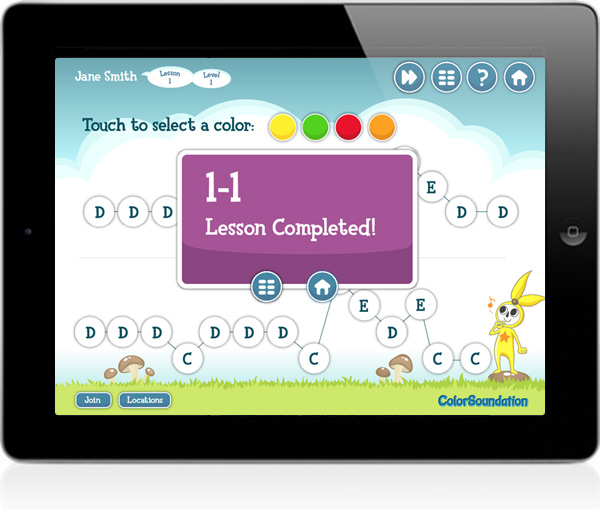 Jane Smith
Lesson
1
Level
1
?
Touch to select a color:
1-1
Lesson Completed!
D D D E D D
E E
D D D D D D D
C C C C
Join
Locations
ColorSoundation